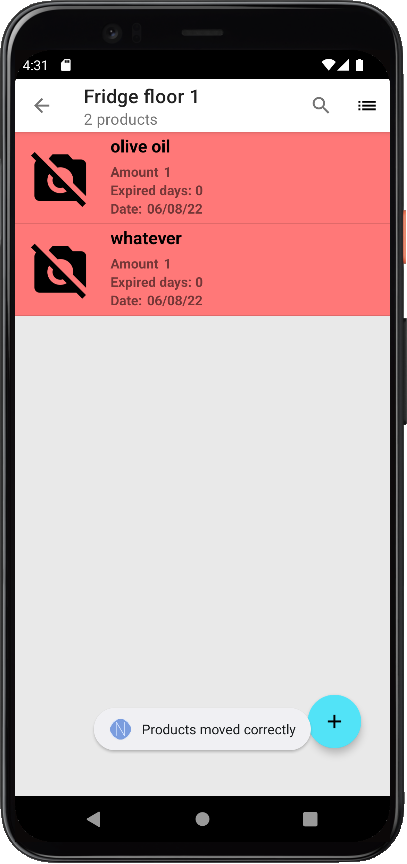 4:31
Fridge floor 1
2 products
olive oil
Amount 1
Expired days: 0
Date: 06/08/22
whatever
Amount 1
Expired days: 0
Date: 06/08/22
N Products moved correctly
+